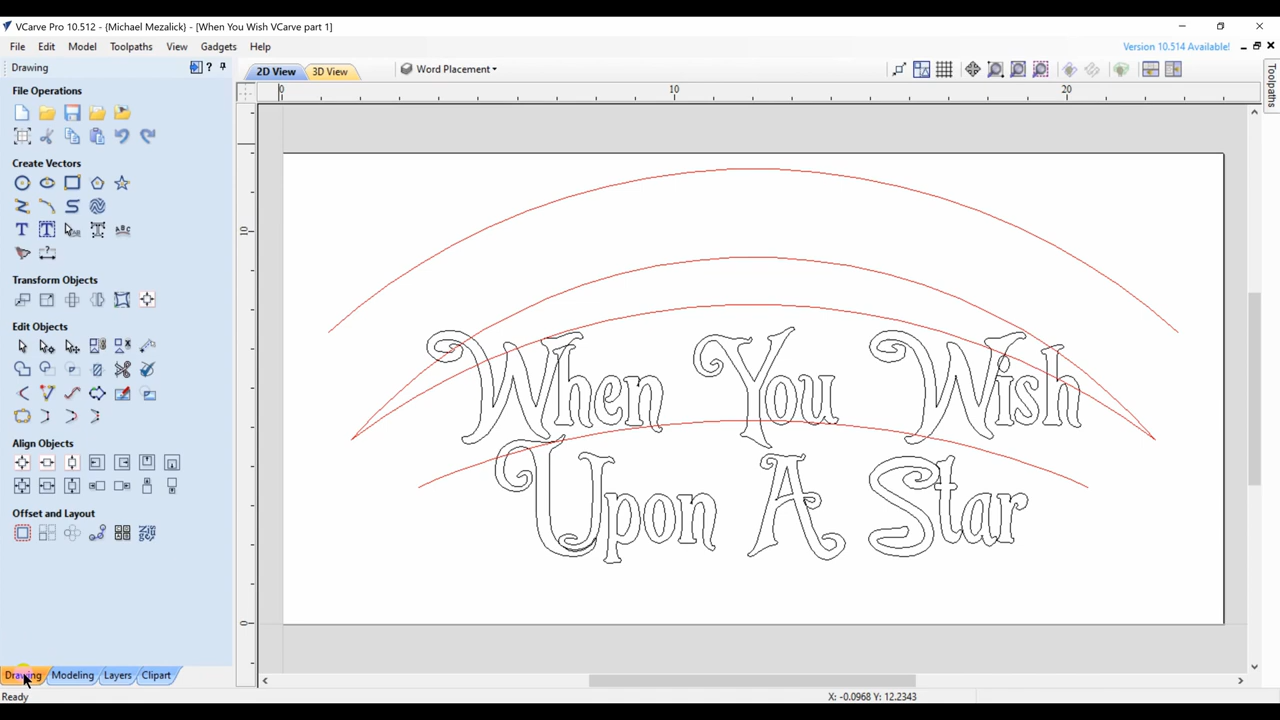 VCarve Pro 10.512 - {Michael Mezalick} - [When You Wish VCarve part 1]
File Edit Model Toolpaths View Gadgets Help
Version 10.514 Available!
Drawing
2D View 3D View Word Placement
Toolpaths
File Operations
0 10 20
Create Vectors
10
Transform Objects
Edit Objects
When You Wish
Upon A Star
Align Objects
Offset and Layout
0
Drawing Modeling Layers Clipart
Ready
X: -0.0968 Y: 12.2343